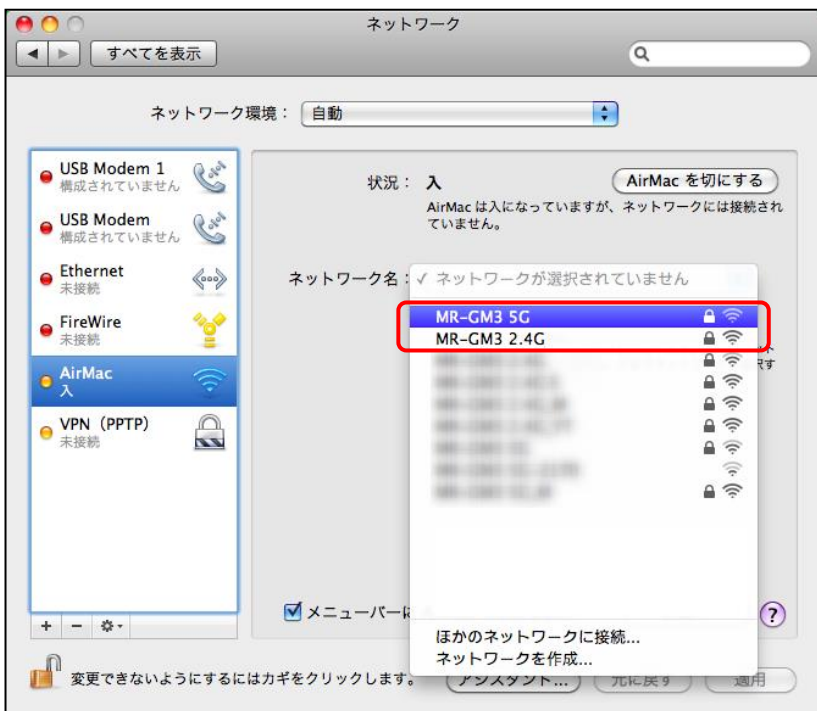 ネットワーク
すべてを表示
ネットワーク環境： 自動
USB Modem 1
構成されていません
USB Modem
構成されていません
Ethernet
未接続
FireWire
未接続
AirMac
入
VPN（PPTP）
未接続
状況： 入
AirMac を切にする
AirMac は入になっていますが、ネットワークには接続され
ていません。
ネットワーク名： ✓ ネットワークが選択されていません
MR-GM3 5G
MR-GM3 2.4G
ト
尺す
メニューバーに
ほかのネットワークに接続...
ネットワークを作成...
?
+ −
変更できないようにするにはカギをクリックします。
アシスタント...
元に戻す
適用